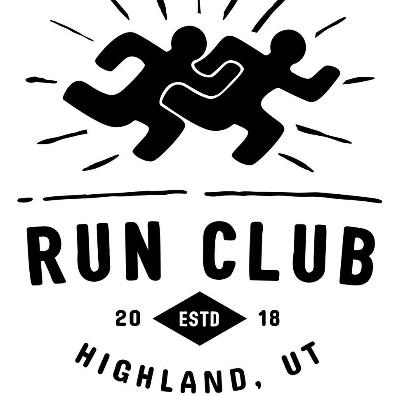 RUN CLUB
20 ESTD 18
HIGHLAND, UT